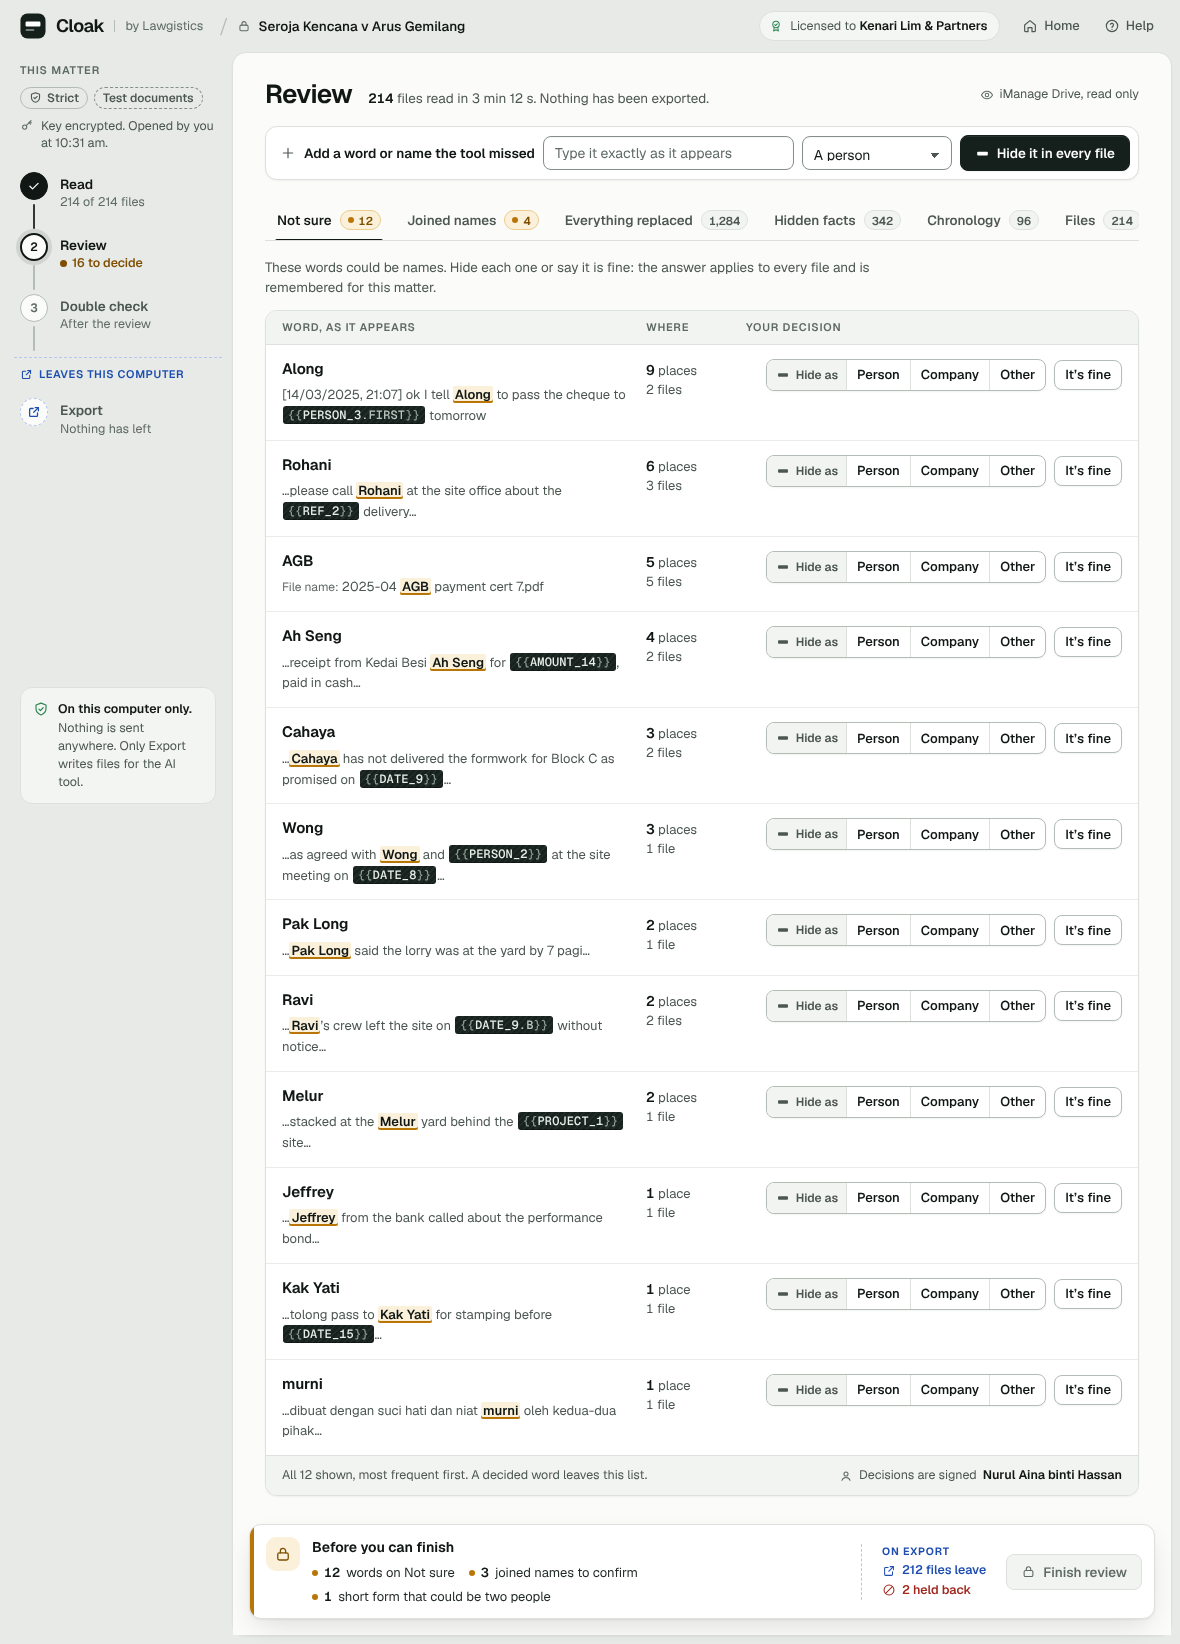 Cloak by Lawgistics / Seroja Kencana v Arus Gemilang
Licensed to Kenari Lim & Partners
Home
Help
THIS MATTER
Strict
Test documents
Key encrypted. Opened by you
at 10:31 am.
Read
214 of 214 files
2
Review
16 to decide
3
Double check
After the review
LEAVES THIS COMPUTER
Export
Nothing has left
On this computer only.
Nothing is sent
anywhere. Only Export
writes files for the AI
tool.
Review
214 files read in 3 min 12 s. Nothing has been exported.
iManage Drive, read only
Add a word or name the tool missed
Type it exactly as it appears
A person
Hide it in every file
Not sure 12
Joined names 4
Everything replaced 1,284
Hidden facts 342
Chronology 96
Files 214
These words could be names. Hide each one or say it is fine: the answer applies to every file and is
remembered for this matter.
WORD, AS IT APPEARS
WHERE
YOUR DECISION
Along
[14/03/2025, 21:07] ok I tell Along to pass the cheque to
{{PERSON_3.FIRST}} tomorrow
9 places
2 files
Hide as Person Company Other It's fine
Rohani
…please call Rohani at the site office about the
{{REF_2}} delivery…
6 places
3 files
Hide as Person Company Other It's fine
AGB
File name: 2025-04 AGB payment cert 7.pdf
5 places
5 files
Hide as Person Company Other It's fine
Ah Seng
…receipt from Kedai Besi Ah Seng for {{AMOUNT_14}},
paid in cash…
4 places
2 files
Hide as Person Company Other It's fine
Cahaya
…Cahaya has not delivered the formwork for Block C as
promised on {{DATE_9}}…
3 places
2 files
Hide as Person Company Other It's fine
Wong
…as agreed with Wong and {{PERSON_2}} at the site
meeting on {{DATE_8}}…
3 places
1 file
Hide as Person Company Other It's fine
Pak Long
…Pak Long said the lorry was at the yard by 7 pagi…
2 places
1 file
Hide as Person Company Other It's fine
Ravi
…Ravi's crew left the site on {{DATE_9.B}} without
notice…
2 places
2 files
Hide as Person Company Other It's fine
Melur
…stacked at the Melur yard behind the {{PROJECT_1}}
site…
2 places
1 file
Hide as Person Company Other It's fine
Jeffrey
…Jeffrey from the bank called about the performance
bond…
1 place
1 file
Hide as Person Company Other It's fine
Kak Yati
…tolong pass to Kak Yati for stamping before
{{DATE_15}}…
1 place
1 file
Hide as Person Company Other It's fine
murni
…dibuat dengan suci hati dan niat murni oleh kedua-dua
pihak…
1 place
1 file
Hide as Person Company Other It's fine
All 12 shown, most frequent first. A decided word leaves this list.
Decisions are signed Nurul Aina binti Hassan
Before you can finish
12 words on Not sure
3 joined names to confirm
1 short form that could be two people
ON EXPORT
212 files leave
2 held back
Finish review